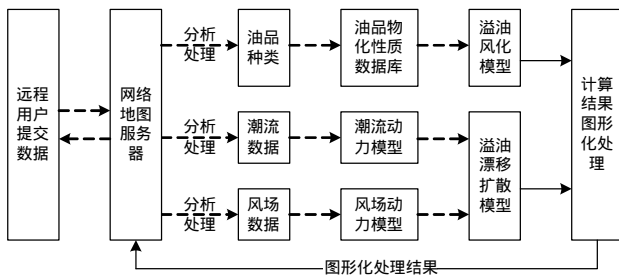 远程
用户
提交
数据
网络
地图
服务
器
分析
处理
油品
种类
油品物
化性质
数据库
溢油
风化
模型
分析
处理
潮流
数据
潮流动
力模型
分析
处理
风场
数据
风场动
力模型
溢油
漂移
扩散
模型
计算
结果
图形
化处
理
图形化处理结果